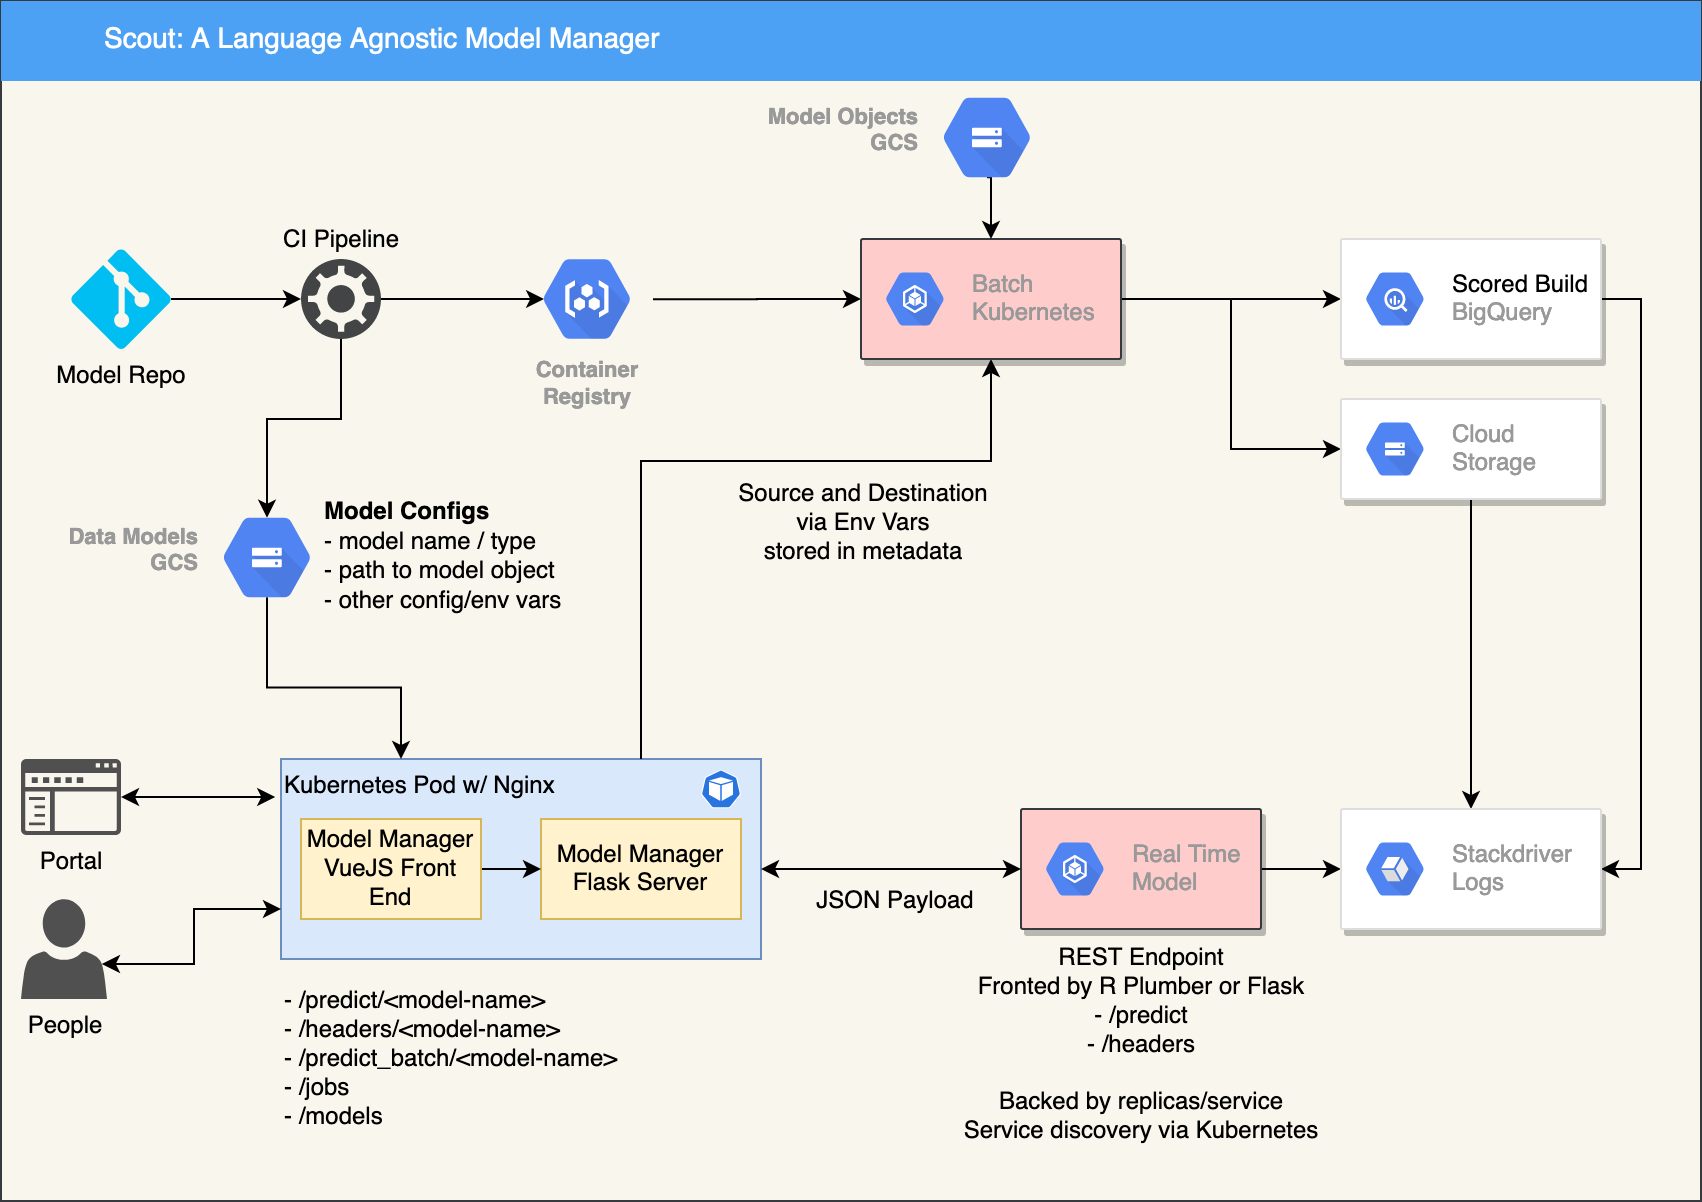 Scout: A Language Agnostic Model Manager
Model Objects
GCS
CI Pipeline
Model Repo
Container
Registry
Batch
Kubernetes
Scored Build
BigQuery
Cloud
Storage
Source and Destination
via Env Vars
stored in metadata
Data Models
GCS
Model Configs
- model name / type
- path to model object
- other config/env vars
Portal
People
Kubernetes Pod w/ Nginx
Model Manager
VueJS Front
End
Model Manager
Flask Server
JSON Payload
Real Time
Model
Stackdriver
Logs
- /predict/<model-name>
- /headers/<model-name>
- /predict_batch/<model-name>
- /jobs
- /models
REST Endpoint
Fronted by R Plumber or Flask
- /predict
- /headers
Backed by replicas/service
Service discovery via Kubernetes